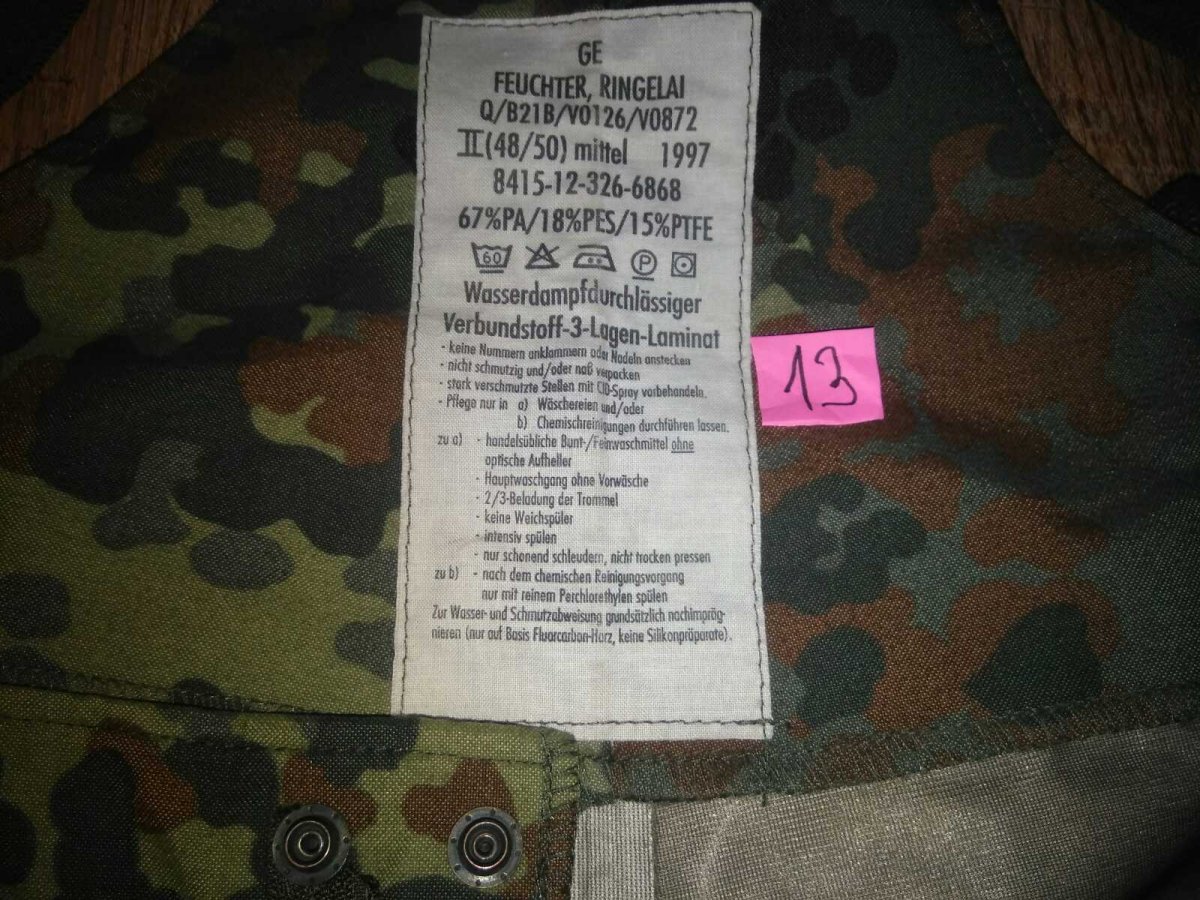 GE
FEUCHTER, RINGELAI
Q/B21B/V0126/V0872
II(48/50) mittel 1997
8415-12-326-6868
67%PA/18%PES/15%PTFE
60 P
Wasserdampfdurchlässiger
Verbundstoff-3-Lagen-Laminat
- keine Nummern anklammern oder Nadeln anstecken
- nicht schmutzig und/oder naß verpacken
- stark verschmutzte Stellen mit CID-Spray vorbehandeln.
- Pflege nur in a) Wäschereien und/oder
b) Chemischreinigungen durchführen lassen.
zu a) - handelsübliche Bunt-/Feinwaschmittel ohne
optische Aufheller
- Hauptwaschgang ohne Vorwäsche
- 2/3-Beladung der Trommel
- keine Weichspüler
- intensiv spülen
- nur schonend schleudern, nicht trocken pressen
zu b) - nach dem chemischen Reinigungsvorgang
nur mit reinem Perchlorethylen spülen
Zur Wasser- und Schmutzabweisung grundsätzlich nachimpräg-
nieren (nur auf Basis Fluorcarbon-Harz, keine Silikonpräparate).
13